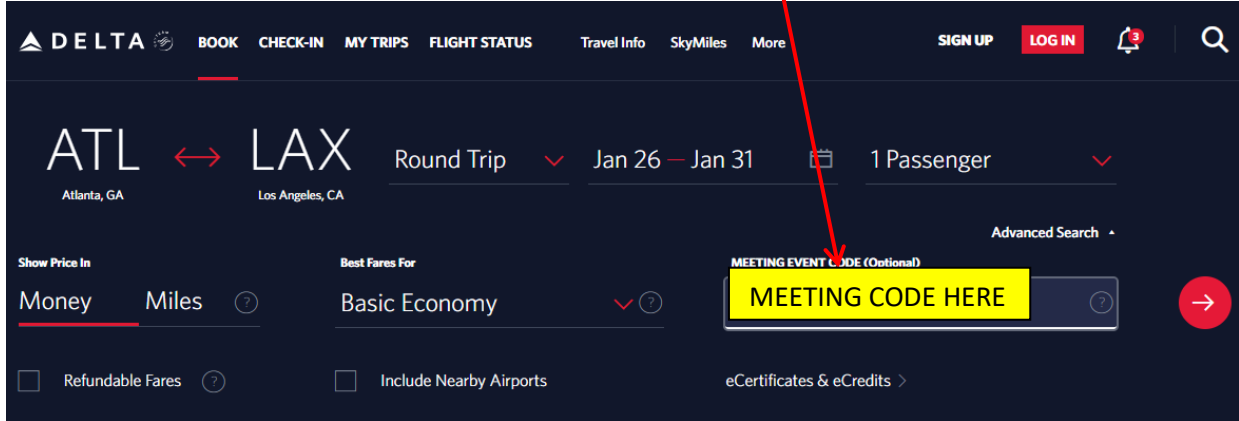 DELTA BOOK CHECK-IN MY TRIPS FLIGHT STATUS Travel Info SkyMiles More SIGN UP LOG IN 3
ATL LAX Round Trip Jan 26 — Jan 31 1 Passenger
Atlanta, GA Los Angeles, CA
Advanced Search
Show Price In Best Fares For MEETING EVENT CODE (Optional)
Money Miles ? Basic Economy ? MEETING CODE HERE ?
Refundable Fares ? Include Nearby Airports eCertificates & eCredits >